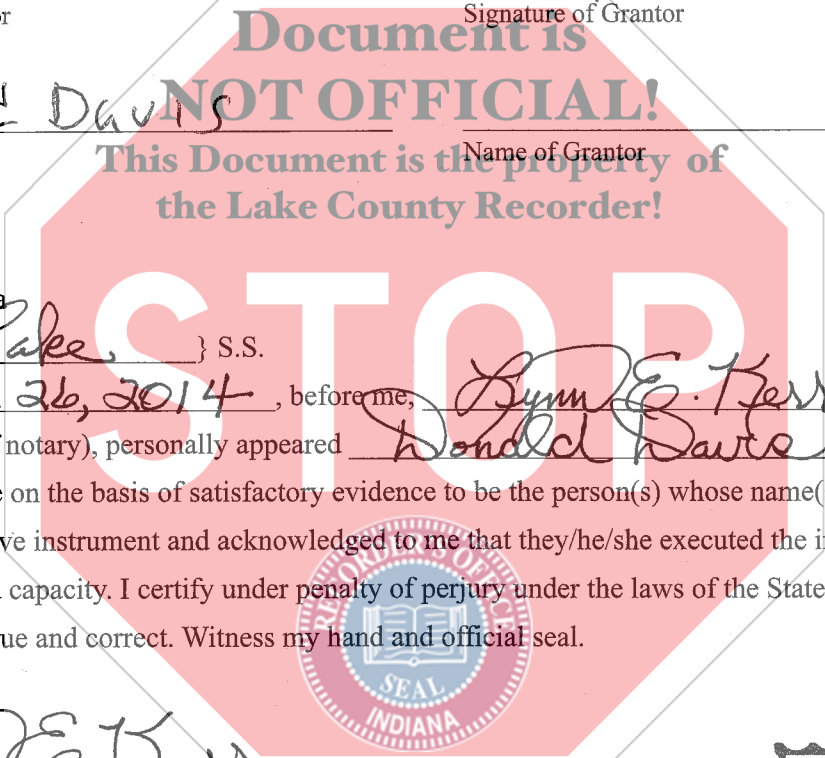 Signature of Grantor
Document is
NOT OFFICIAL!
Davis
Name of Grantor
This Document is the property of
the Lake County Recorder!
STOP
} S.S.
26, 2014, before me, Lynn E.
notary), personally appeared Donald Davis
on the basis of satisfactory evidence to be the person(s) whose name(
instrument and acknowledged to me that they/he/she executed the
capacity. I certify under penalty of perjury under the laws of the State
and correct. Witness my hand and official seal.
RECORDER'S OFFICE
SEAL
INDIANA